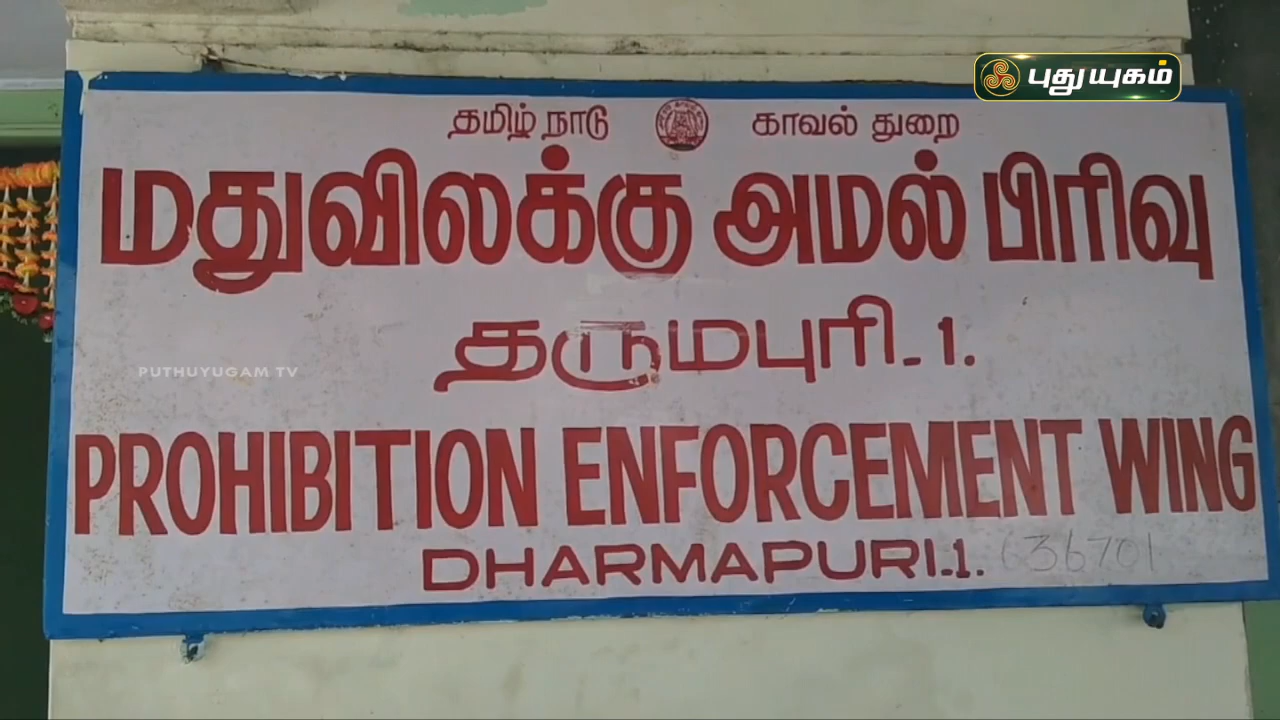 புதுயுகம்
தமிழ் நாடு காவல் துறை
மதுவிலக்கு அமல் பிரிவு
தருமபுரி-1.
PUTHUYUGAM TV
PROHIBITION ENFORCEMENT WING
DHARMAPURI-1. 636701